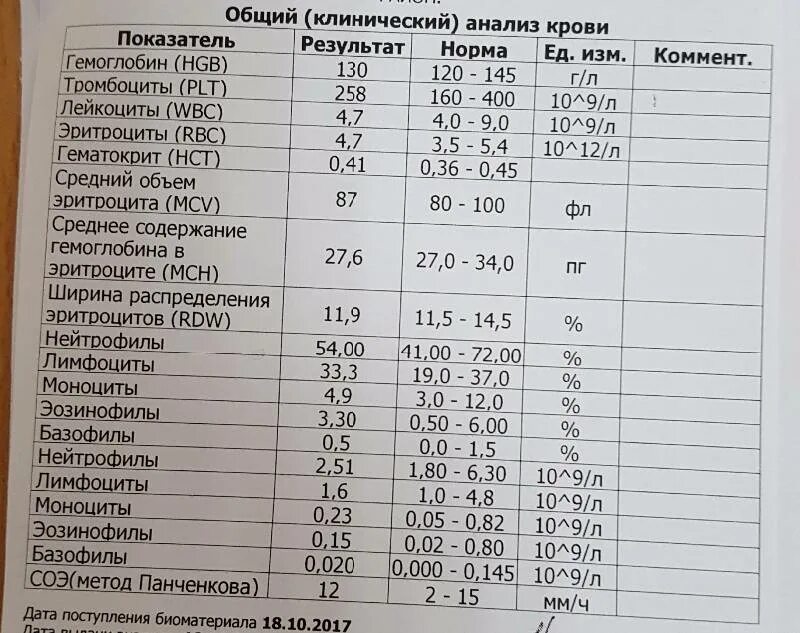 Общий (клинический) анализ крови
Показатель Результат Норма Ед. изм. Коммент.
Гемоглобин (HGB) 130 120 - 145 г/л
Тромбоциты (PLT) 258 160 - 400 10^9/л
Лейкоциты (WBC) 4,7 4,0 - 9,0 10^9/л
Эритроциты (RBC) 4,7 3,5 - 5,4 10^12/л
Гематокрит (HCT) 0,41 0,36 - 0,45
Средний объем
эритроцита (MCV) 87 80 - 100 фл
Среднее содержание
гемоглобина в 27,6 27,0 - 34,0 пг
эритроците (MCH)
Ширина распределения
эритроцитов (RDW) 11,9 11,5 - 14,5 %
Нейтрофилы 54,00 41,00 - 72,00 %
Лимфоциты 33,3 19,0 - 37,0 %
Моноциты 4,9 3,0 - 12,0 %
Эозинофилы 3,30 0,50 - 6,00 %
Базофилы 0,5 0,0 - 1,5 %
Нейтрофилы 2,51 1,80 - 6,30 10^9/л
Лимфоциты 1,6 1,0 - 4,8 10^9/л
Моноциты 0,23 0,05 - 0,82 10^9/л
Эозинофилы 0,15 0,02 - 0,80 10^9/л
Базофилы 0,020 0,000 - 0,145 10^9/л
СОЭ(метод Панченкова) 12 2 - 15 мм/ч
Дата поступления биоматериала 18.10.2017